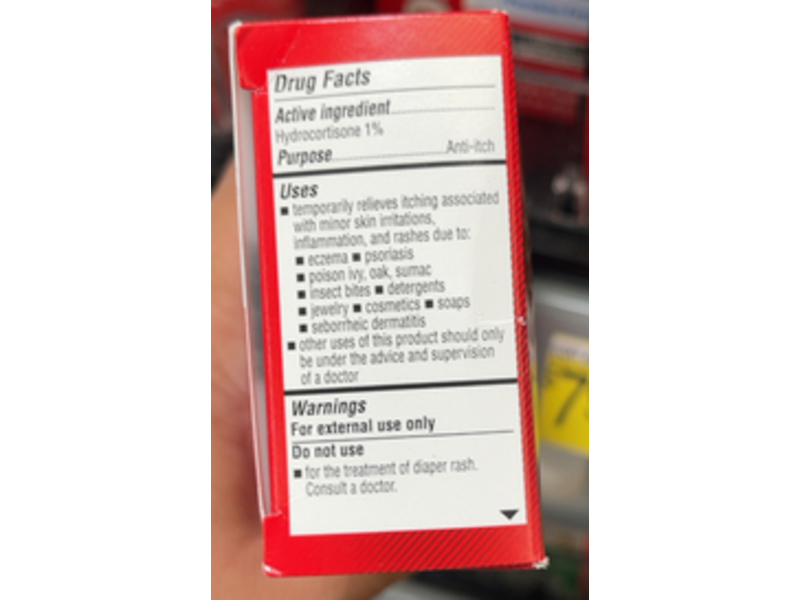 Drug Facts
Active ingredient
Hydrocortisone 1%
Purpose Anti-itch
Uses
■ temporarily relieves itching associated
with minor skin irritations,
inflammation, and rashes due to:
■ eczema ■ psoriasis
■ poison ivy, oak, sumac
■ insect bites ■ detergents
■ jewelry ■ cosmetics ■ soaps
■ seborrheic dermatitis
■ other uses of this product should only
be under the advice and supervision
of a doctor
Warnings
For external use only
Do not use
■ for the treatment of diaper rash.
Consult a doctor.
7